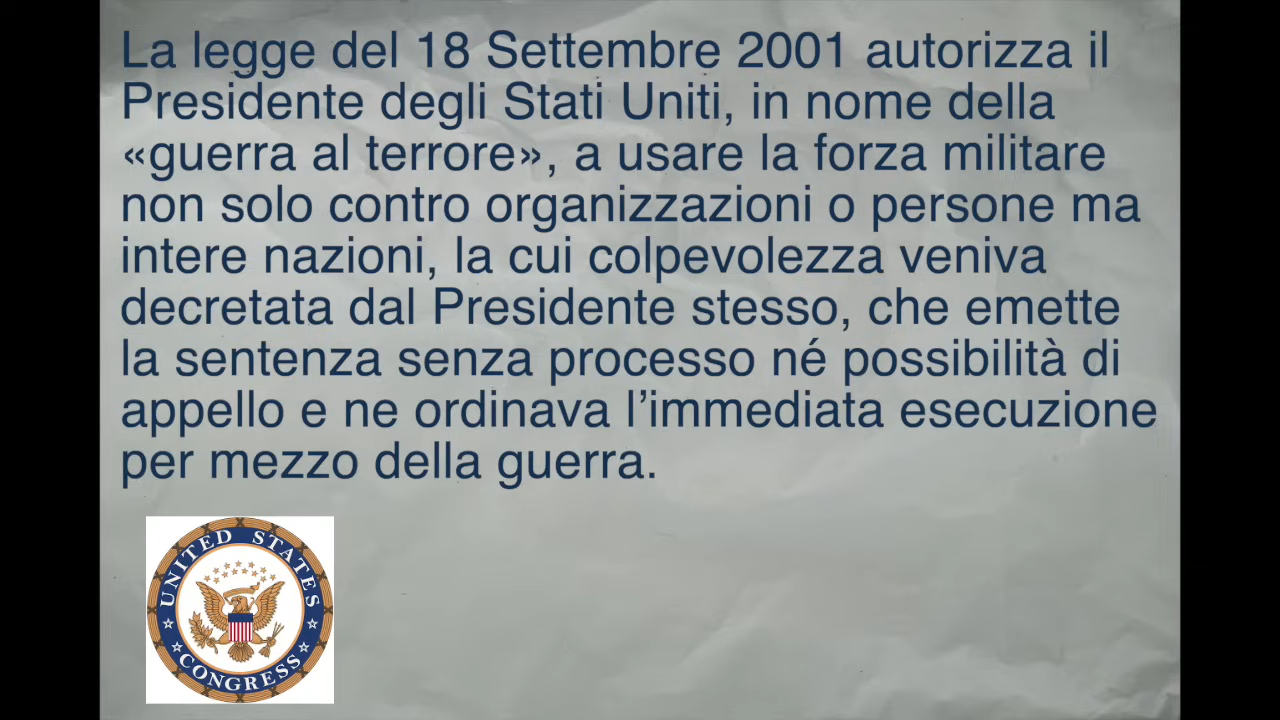 La legge del 18 Settembre 2001 autorizza il
Presidente degli Stati Uniti, in nome della
«guerra al terrore», a usare la forza militare
non solo contro organizzazioni o persone ma
intere nazioni, la cui colpevolezza veniva
decretata dal Presidente stesso, che emette
la sentenza senza processo né possibilità di
appello e ne ordinava l’immediata esecuzione
per mezzo della guerra.
UNITED STATES
CONGRESS